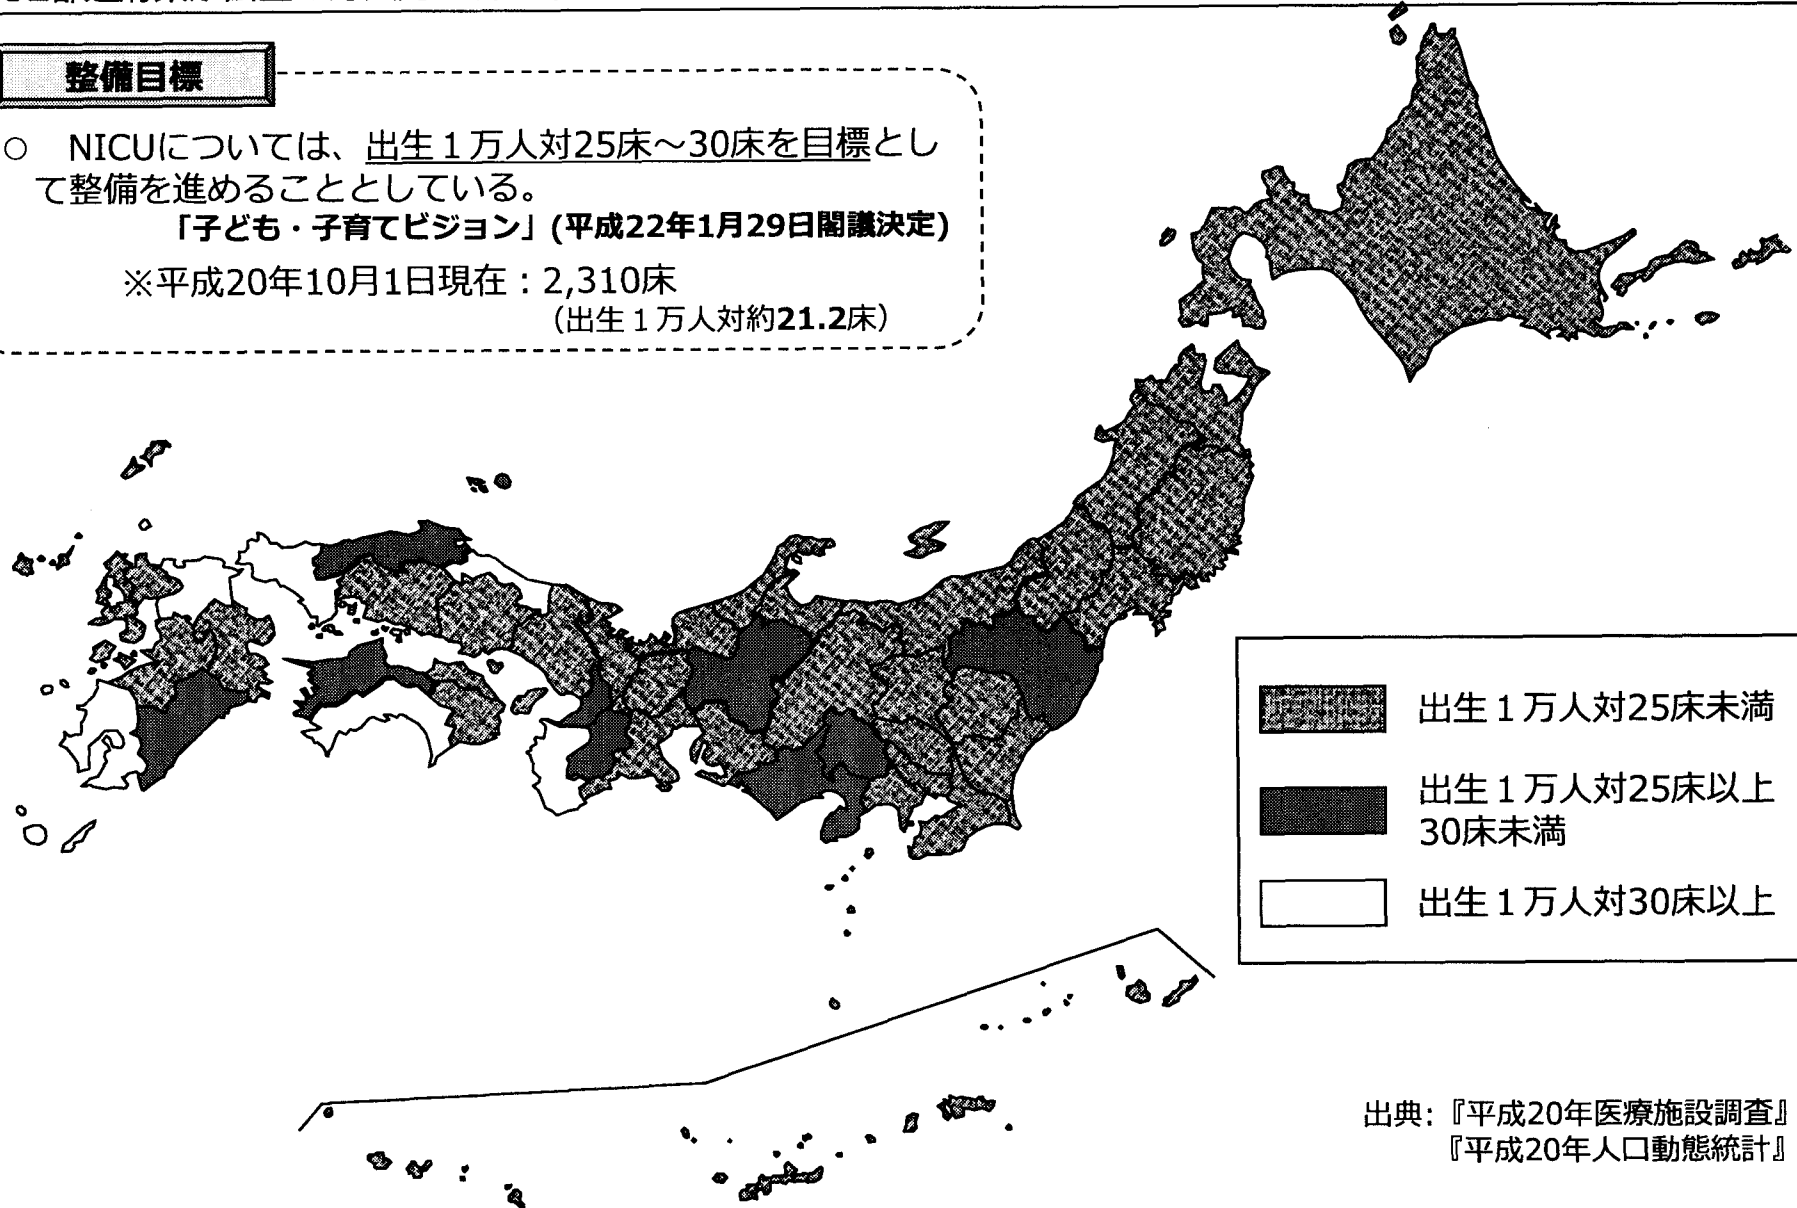 整備目標
○ NICUについては、出生１万人対25床～30床を目標とし
て整備を進めることとしている。
「子ども・子育てビジョン」(平成22年1月29日閣議決定)
※平成20年10月1日現在：2,310床
（出生１万人対約21.2床）
出生１万人対25床未満
出生１万人対25床以上
30床未満
出生１万人対30床以上
出典：『平成20年医療施設調査』
『平成20年人口動態統計』